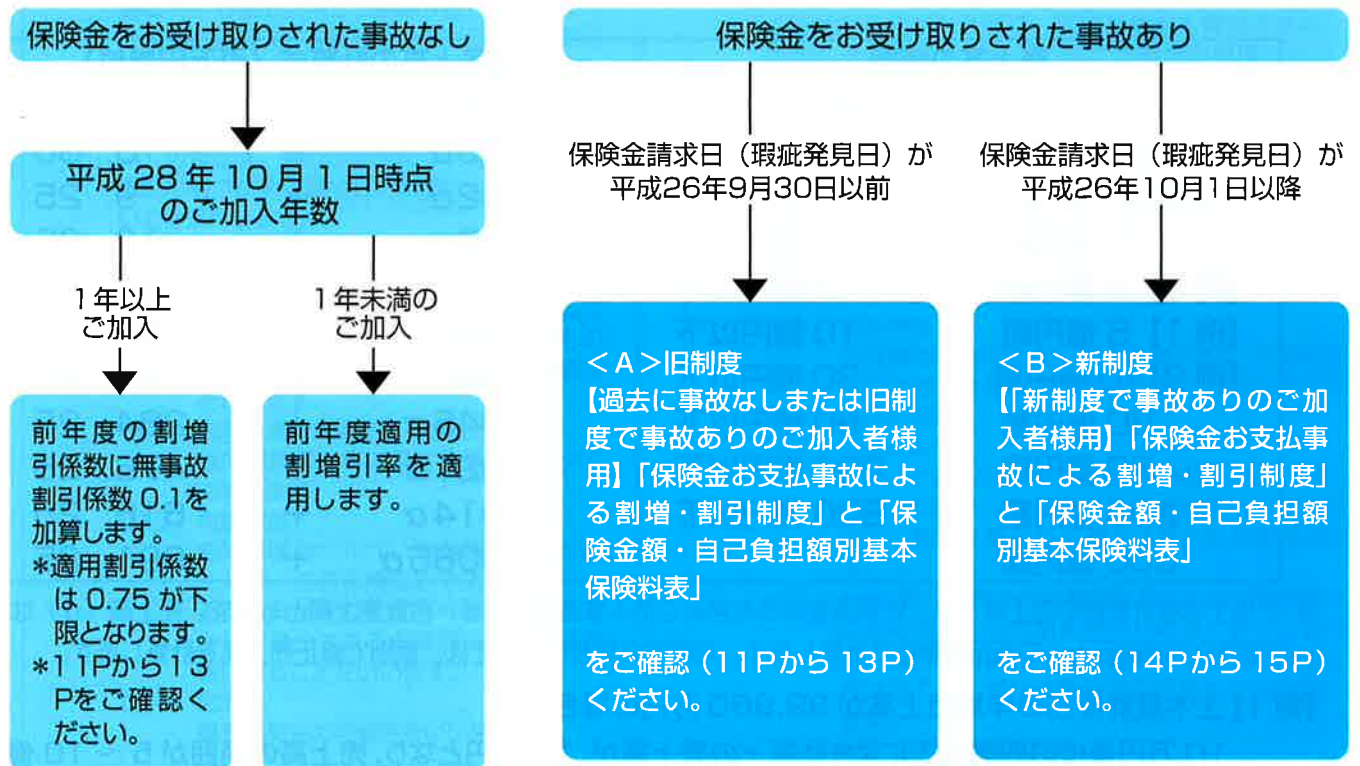 保険金をお受け取りされた事故なし
平成 28 年 10 月 1 日時点
のご加入年数
1年以上
ご加入
1年未満の
ご加入
前年度の割増
引係数に無事故
割引係数 0.1を
加算します。
*適用割引係数
は 0.75 が下
限となります。
*11Pから13
Pをご確認く
ださい。
前年度適用の
割増引率を適
用します。
保険金をお受け取りされた事故あり
保険金請求日(瑕疵発見日)が
平成26年9月30日以前
保険金請求日(瑕疵発見日)が
平成26年10月1日以降
<A>旧制度
【過去に事故なしまたは旧制
度で事故ありのご加入者様
用】「保険金お支払事故によ
る割増・割引制度」と「保
険金額・自己負担額別基本
保険料表」
をご確認(11Pから 13P)
ください。
<B>新制度
【「新制度で事故ありのご加
入者様用】「保険金お支払事
故による割増・割引制度」
と「保険金額・自己負担額
別基本保険料表」
をご確認(14Pから 15P)
ください。